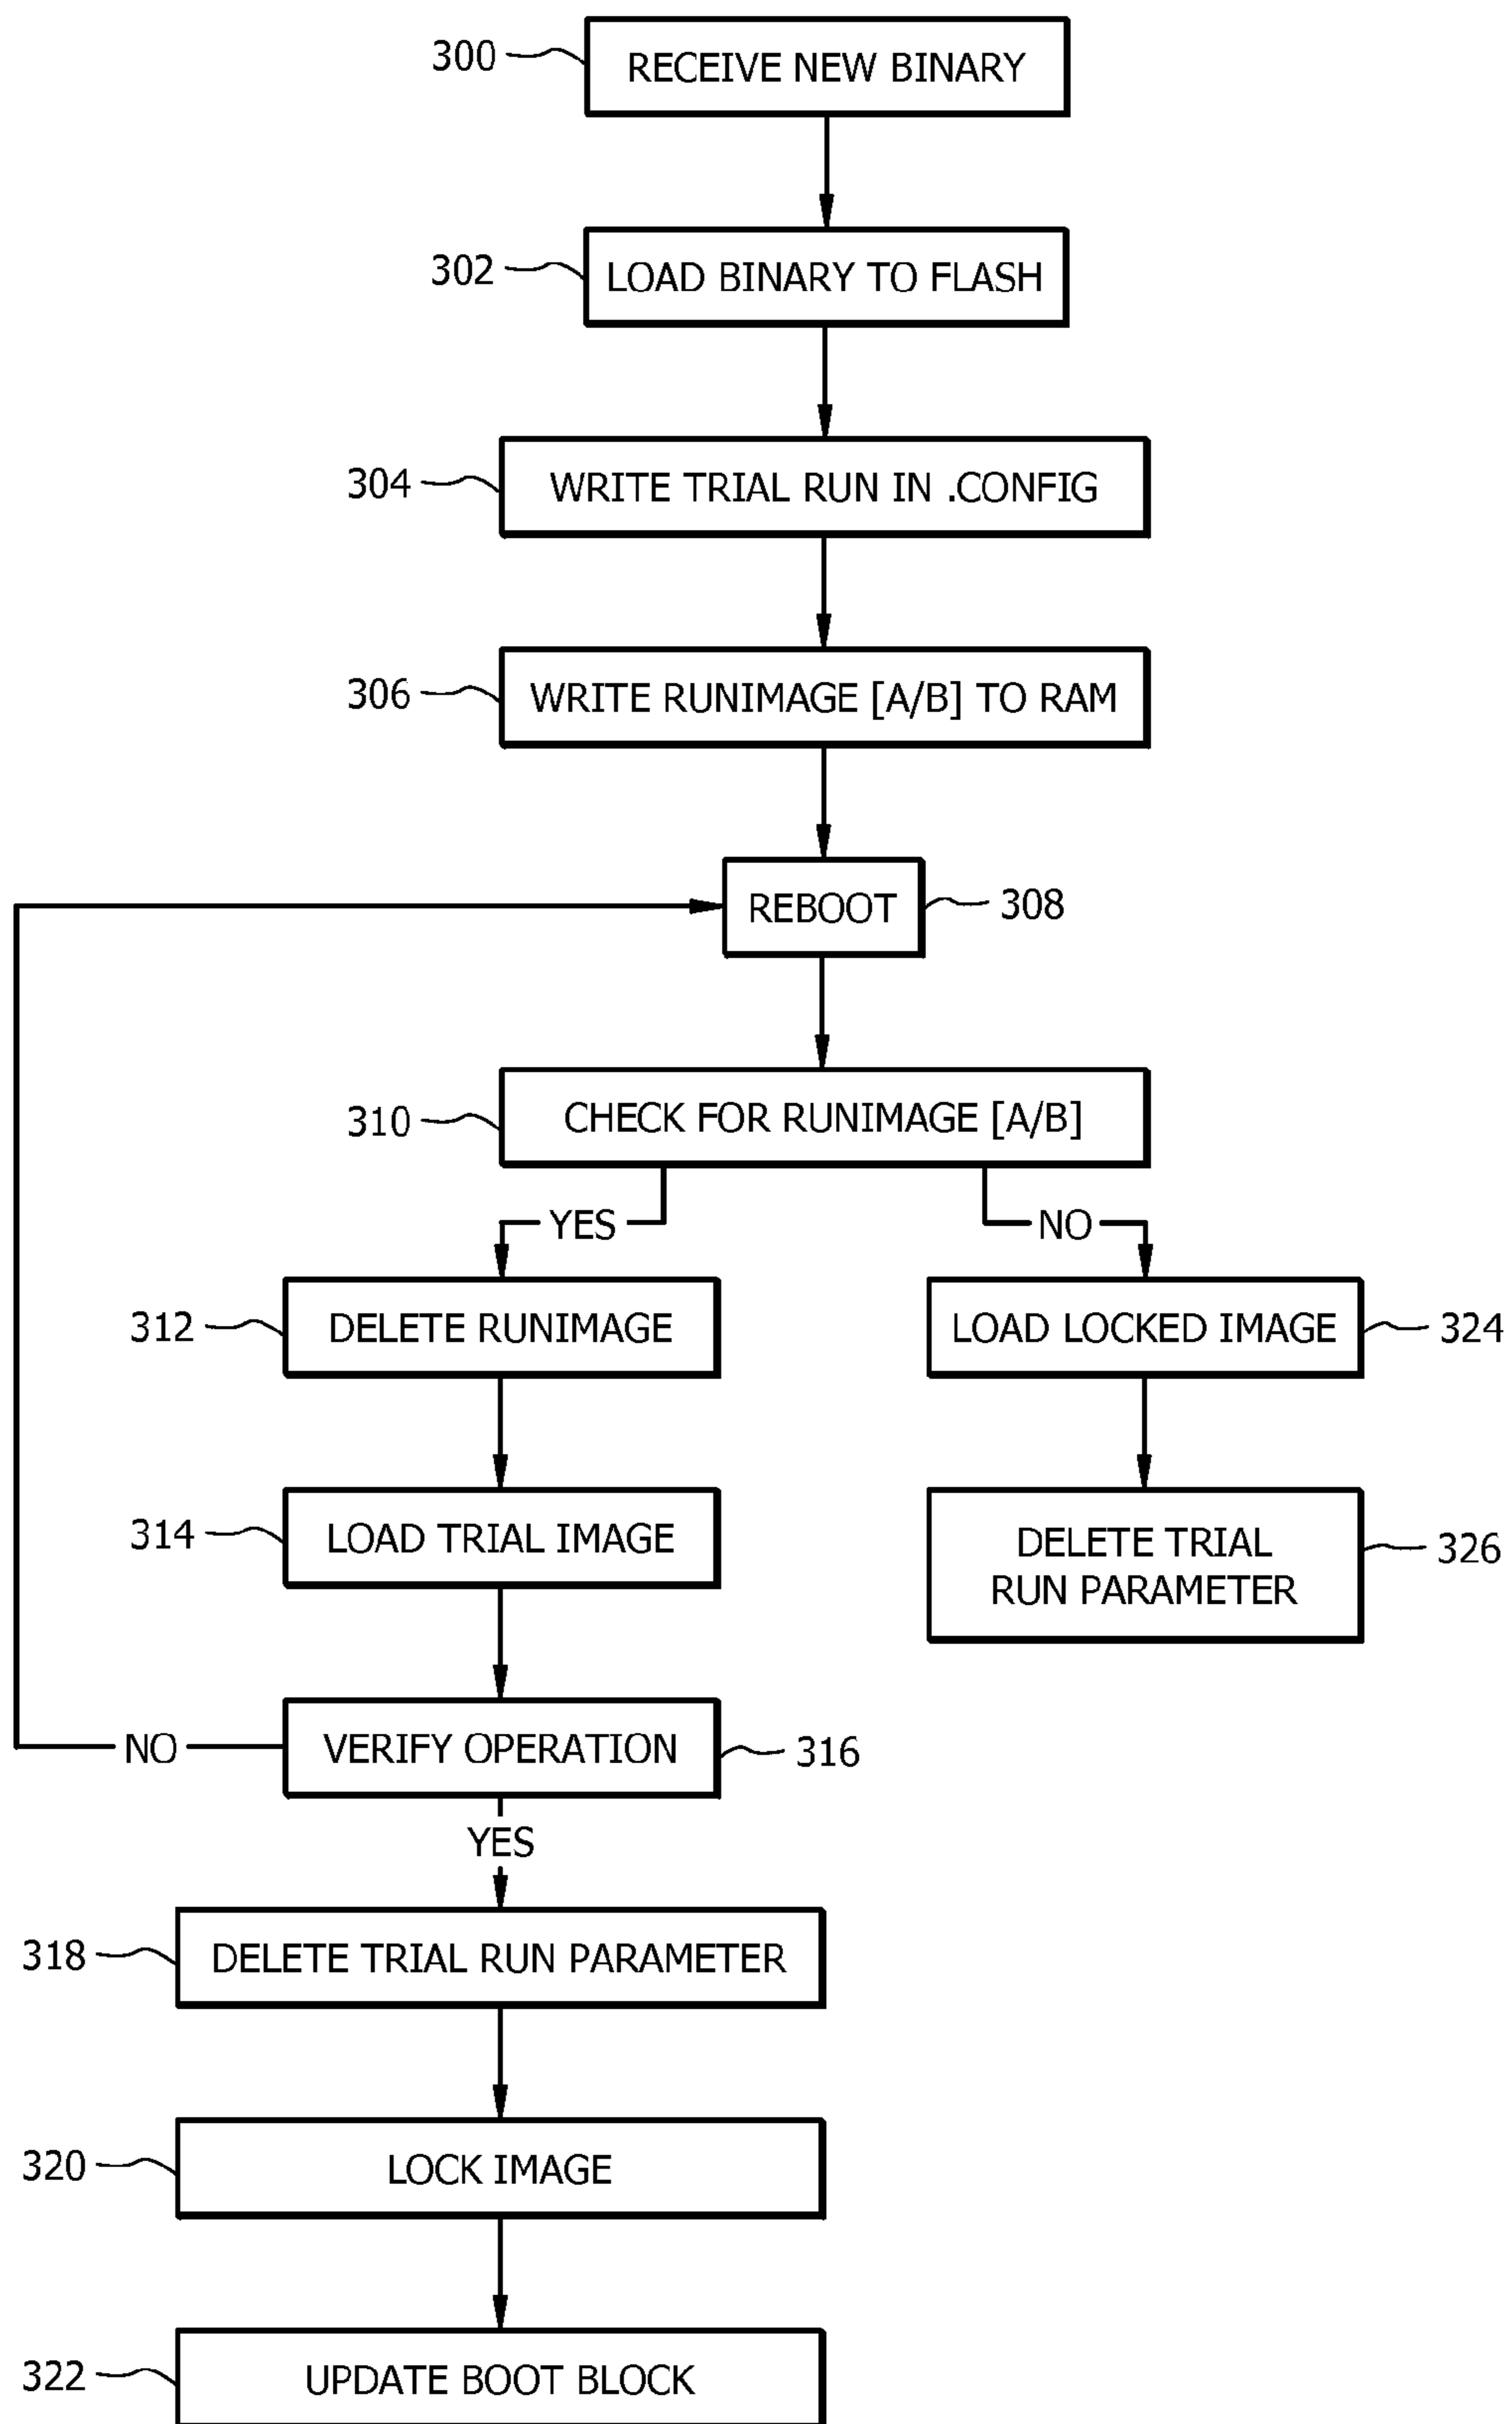 300
RECEIVE NEW BINARY
302
LOAD BINARY TO FLASH
304
WRITE TRIAL RUN IN .CONFIG
306
WRITE RUNIMAGE [A/B] TO RAM
REBOOT
308
310
CHECK FOR RUNIMAGE [A/B]
YES
NO
312
DELETE RUNIMAGE
LOAD LOCKED IMAGE
324
314
LOAD TRIAL IMAGE
DELETE TRIAL
RUN PARAMETER
326
NO
VERIFY OPERATION
316
YES
318
DELETE TRIAL RUN PARAMETER
320
LOCK IMAGE
322
UPDATE BOOT BLOCK